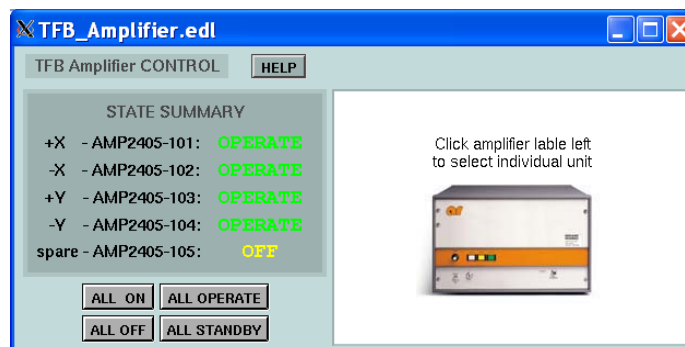 TFB_Amplifier.edl
TFB Amplifier CONTROL
HELP
STATE SUMMARY
+X - AMP2405-101: OPERATE
-X - AMP2405-102: OPERATE
+Y - AMP2405-103: OPERATE
-Y - AMP2405-104: OPERATE
spare - AMP2405-105: OFF
ALL ON
ALL OPERATE
ALL OFF
ALL STANDBY
Click amplifier lable left
to select individual unit